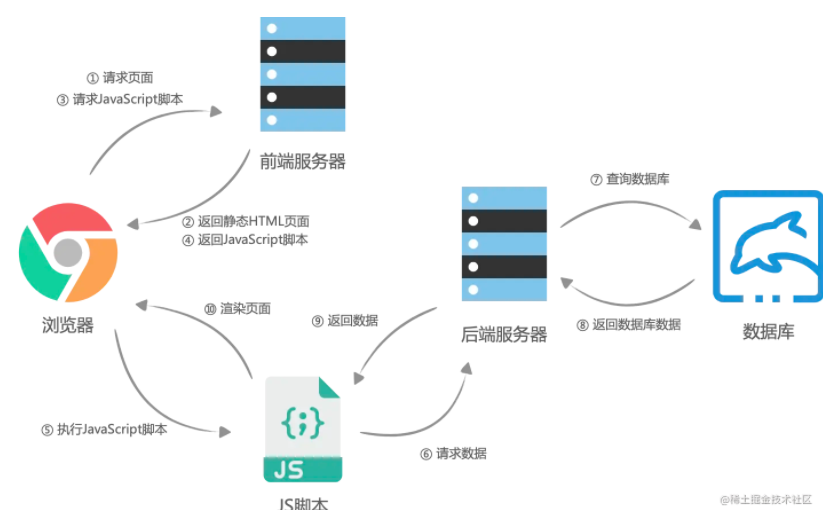 ① 请求页面
③ 请求JavaScript脚本
前端服务器
② 返回静态HTML页面
④ 返回JavaScript脚本
⑦ 查询数据库
浏览器
⑩ 渲染页面
⑨ 返回数据
后端服务器
⑧ 返回数据库数据
数据库
⑤ 执行JavaScript脚本
{;}
JS
⑥ 请求数据
JS脚本
@稀土掘金技术社区